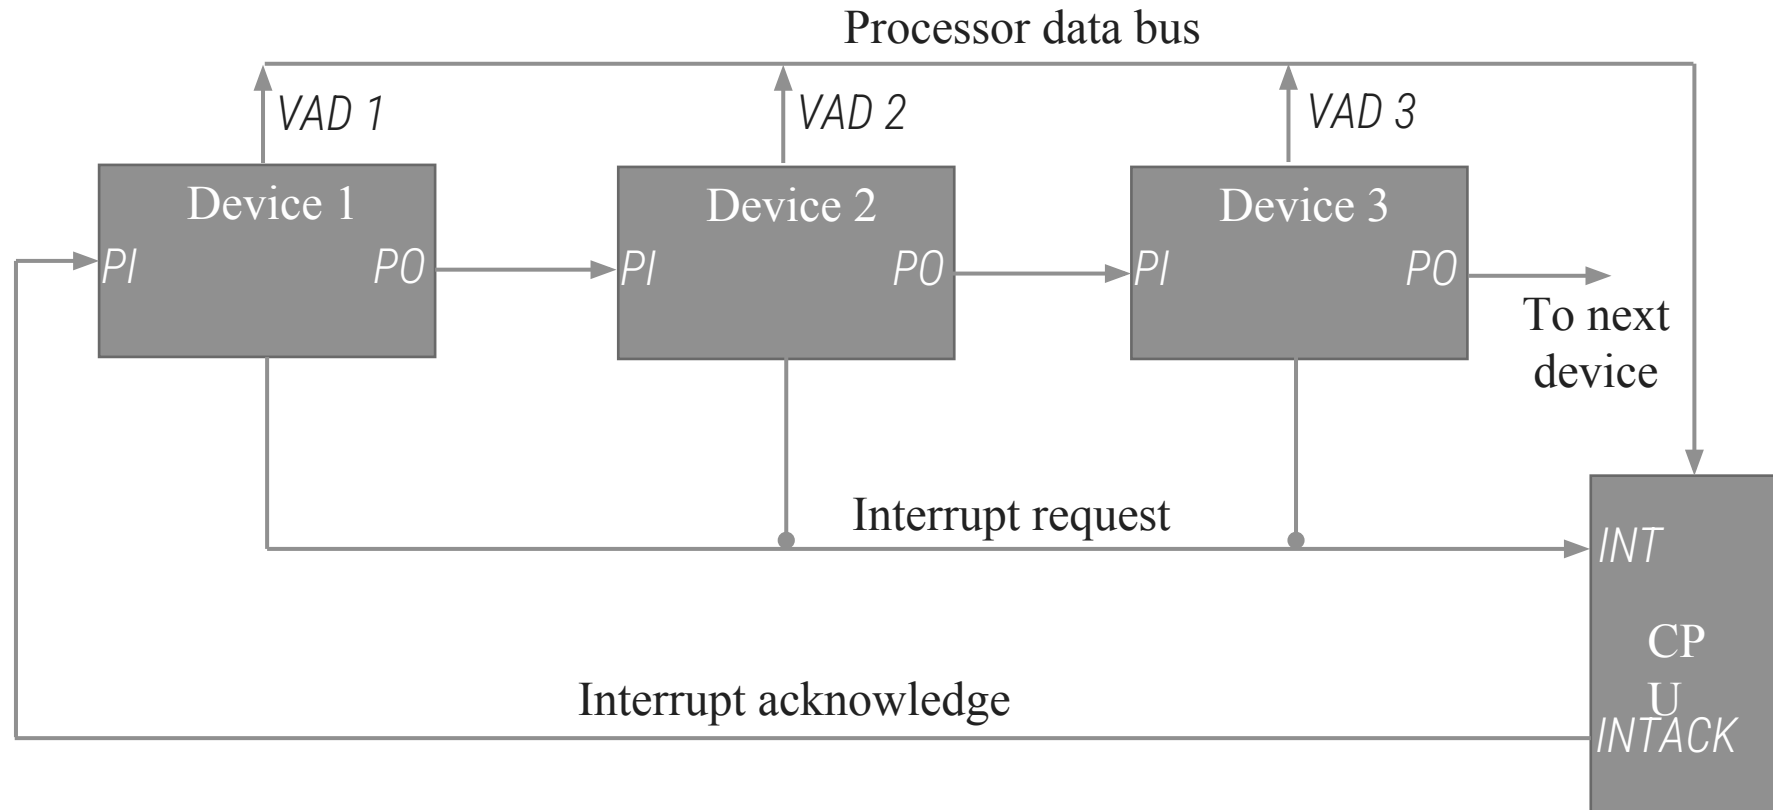 Processor data bus
VAD 1
VAD 2
VAD 3
Device 1
Device 2
Device 3
PI
PO
PI
PO
PI
PO
To next
device
Interrupt request
INT
CP
U
Interrupt acknowledge
INTACK